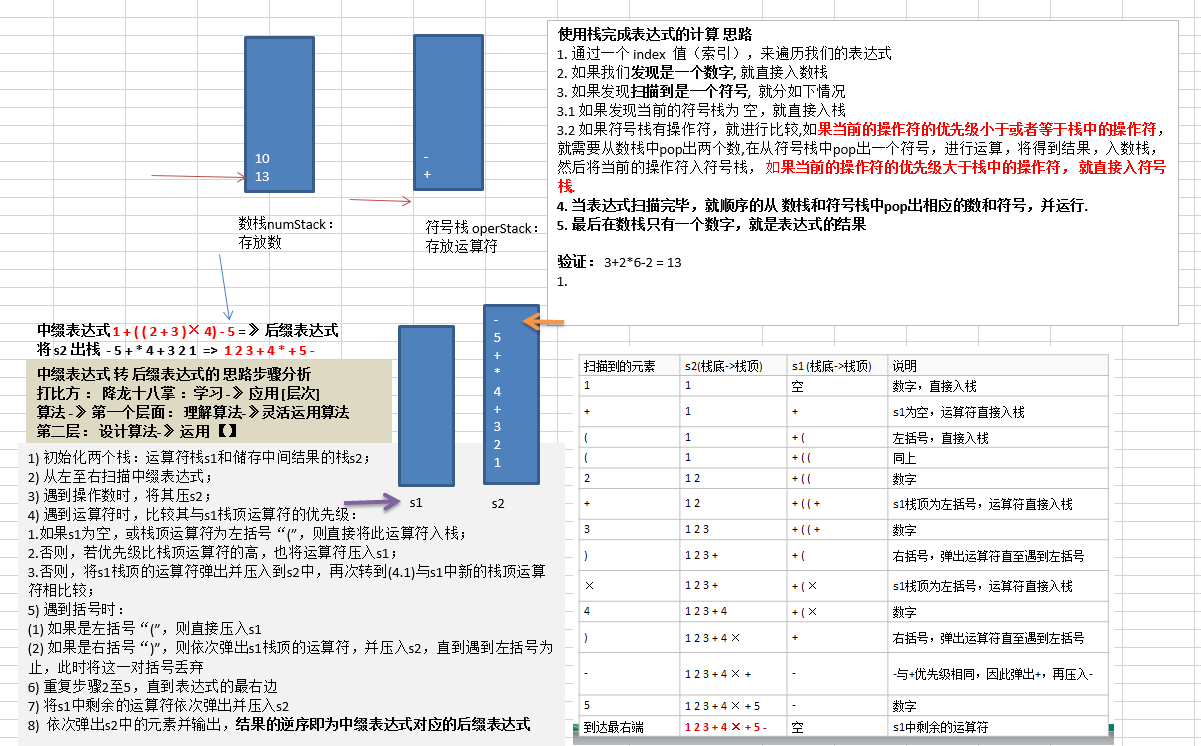 10
13
-
+
数栈numStack：
存放数
符号栈 operStack：
存放运算符
使用栈完成表达式的计算 思路
1. 通过一个 index 值（索引），来遍历我们的表达式
2. 如果我们发现是一个数字, 就直接入数栈
3. 如果发现扫描到是一个符号, 就分如下情况
3.1 如果发现当前的符号栈为 空，就直接入栈
3.2 如果符号栈有操作符，就进行比较,如果当前的操作符的优先级小于或者等于栈中的操作符，
就需要从数栈中pop出两个数,在从符号栈中pop出一个符号，进行运算，将得到结果，入数栈，
然后将当前的操作符入符号栈， 如果当前的操作符的优先级大于栈中的操作符， 就直接入符号
栈.
4. 当表达式扫描完毕，就顺序的从 数栈和符号栈中pop出相应的数和符号，并运行.
5. 最后在数栈只有一个数字，就是表达式的结果
验证： 3+2*6-2 = 13
1.
中缀表达式 1 + ( ( 2 + 3 )× 4) - 5 = 》 后缀表达式
将 s2 出栈 - 5 + * 4 + 3 2 1 => 1 2 3 + 4 * + 5 -
中缀表达式 转 后缀表达式的 思路步骤分析
打比方 ： 降龙十八掌 ：学习 -》 应用 [层次]
算法 -》 第一个层面 ： 理解算法-》灵活运用算法
第二层： 设计算法-》 运用【】
1) 初始化两个栈：运算符栈s1和储存中间结果的栈s2；
2) 从左至右扫描中缀表达式；
3) 遇到操作数时，将其压s2；
4) 遇到运算符时，比较其与s1栈顶运算符的优先级：
1.如果s1为空，或栈顶运算符为左括号“(”，则直接将此运算符入栈；
2.否则，若优先级比栈顶运算符的高，也将运算符压入s1；
3.否则，将s1栈顶的运算符弹出并压入到s2中，再次转到(4.1)与s1中新的栈顶运算
符相比较；
5) 遇到括号时：
(1) 如果是左括号“(”，则直接压入s1
(2) 如果是右括号“)”，则依次弹出s1栈顶的运算符，并压入s2，直到遇到左括号为
止，此时将这一对括号丢弃
6) 重复步骤2至5，直到表达式的最右边
7) 将s1中剩余的运算符依次弹出并压入s2
8) 依次弹出s2中的元素并输出，结果的逆序即为中缀表达式对应的后缀表达式
-
5
+
*
4
+
3
2
1
s1
s2
扫描到的元素 s2(栈底->栈顶) s1 (栈底->栈顶) 说明
1 1 空 数字，直接入栈
+ 1 + s1为空，运算符直接入栈
( 1 + ( 左括号，直接入栈
( 1 + ( ( 同上
2 1 2 + ( ( 数字
+ 1 2 + ( ( + s1栈顶为左括号，运算符直接入栈
3 1 2 3 + ( ( + 数字
) 1 2 3 + + ( 右括号，弹出运算符直至遇到左括号
× 1 2 3 + + ( × s1栈顶为左括号，运算符直接入栈
4 1 2 3 + 4 + ( × 数字
) 1 2 3 + 4 × + 右括号，弹出运算符直至遇到左括号
- 1 2 3 + 4 × + - -与+优先级相同，因此弹出+，再压入-
5 1 2 3 + 4 × + 5 - 数字
到达最右端 1 2 3 + 4 × + 5 - 空 s1中剩余的运算符